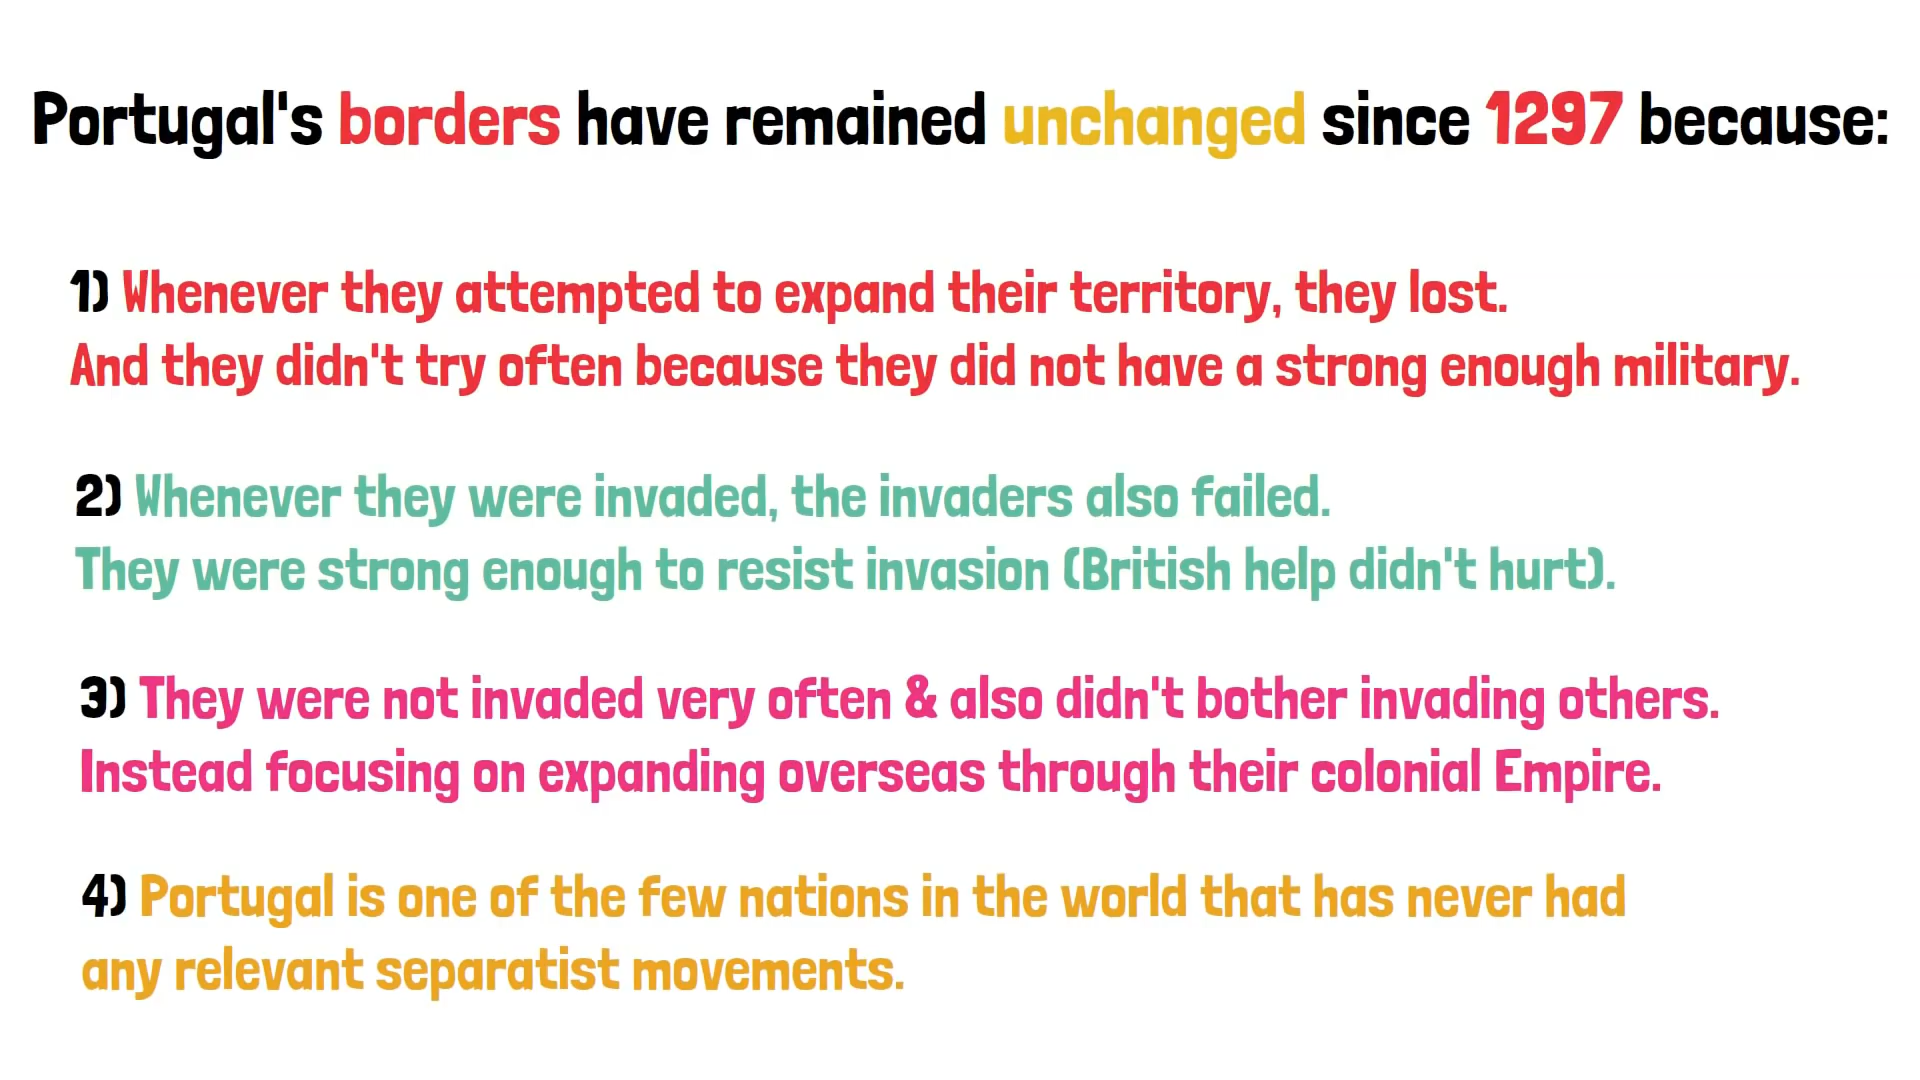 Portugal's borders have remained unchanged since 1297 because:
1) Whenever they attempted to expand their territory, they lost.
And they didn't try often because they did not have a strong enough military.
2) Whenever they were invaded, the invaders also failed.
They were strong enough to resist invasion (British help didn't hurt).
3) They were not invaded very often & also didn't bother invading others.
Instead focusing on expanding overseas through their colonial Empire.
4) Portugal is one of the few nations in the world that has never had
any relevant separatist movements.